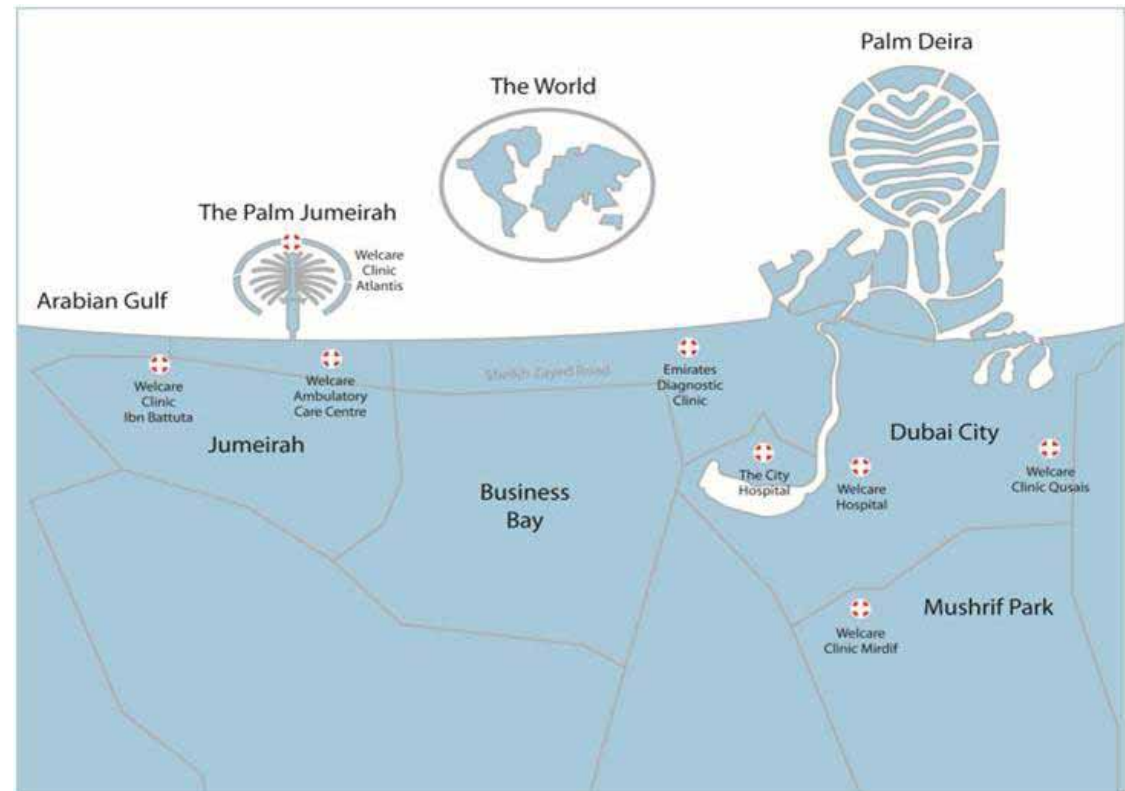 Palm Deira
The World
The Palm Jumeirah
Welcare
Clinic
Atlantis
Arabian Gulf
Welcare
Clinic
Ibn Battuta
Welcare
Ambulatory
Care Centre
Sheikh Zayed Road
Emirates
Diagnostic
Clinic
Jumeirah
Dubai City
Business
Bay
The City
Hospital
Welcare
Hospital
Welcare
Clinic Qusais
Mushrif Park
Welcare
Clinic Mirdif